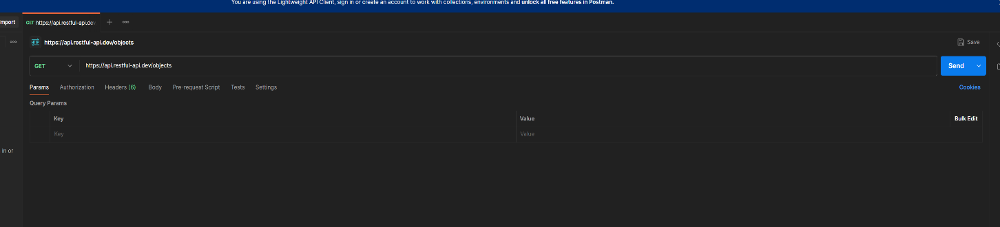 You are using the Lightweight API Client, sign in or create an account to work with collections, environments and unlock all free features in Postman.
Import
GET https://api.restful-api.dev
HTTP https://api.restful-api.dev/objects
Save
GET https://api.restful-api.dev/objects
Send
Params Authorization Headers (6) Body Pre-request Script Tests Settings
Cookies
Query Params
Key Value Bulk Edit
Key Value
in or